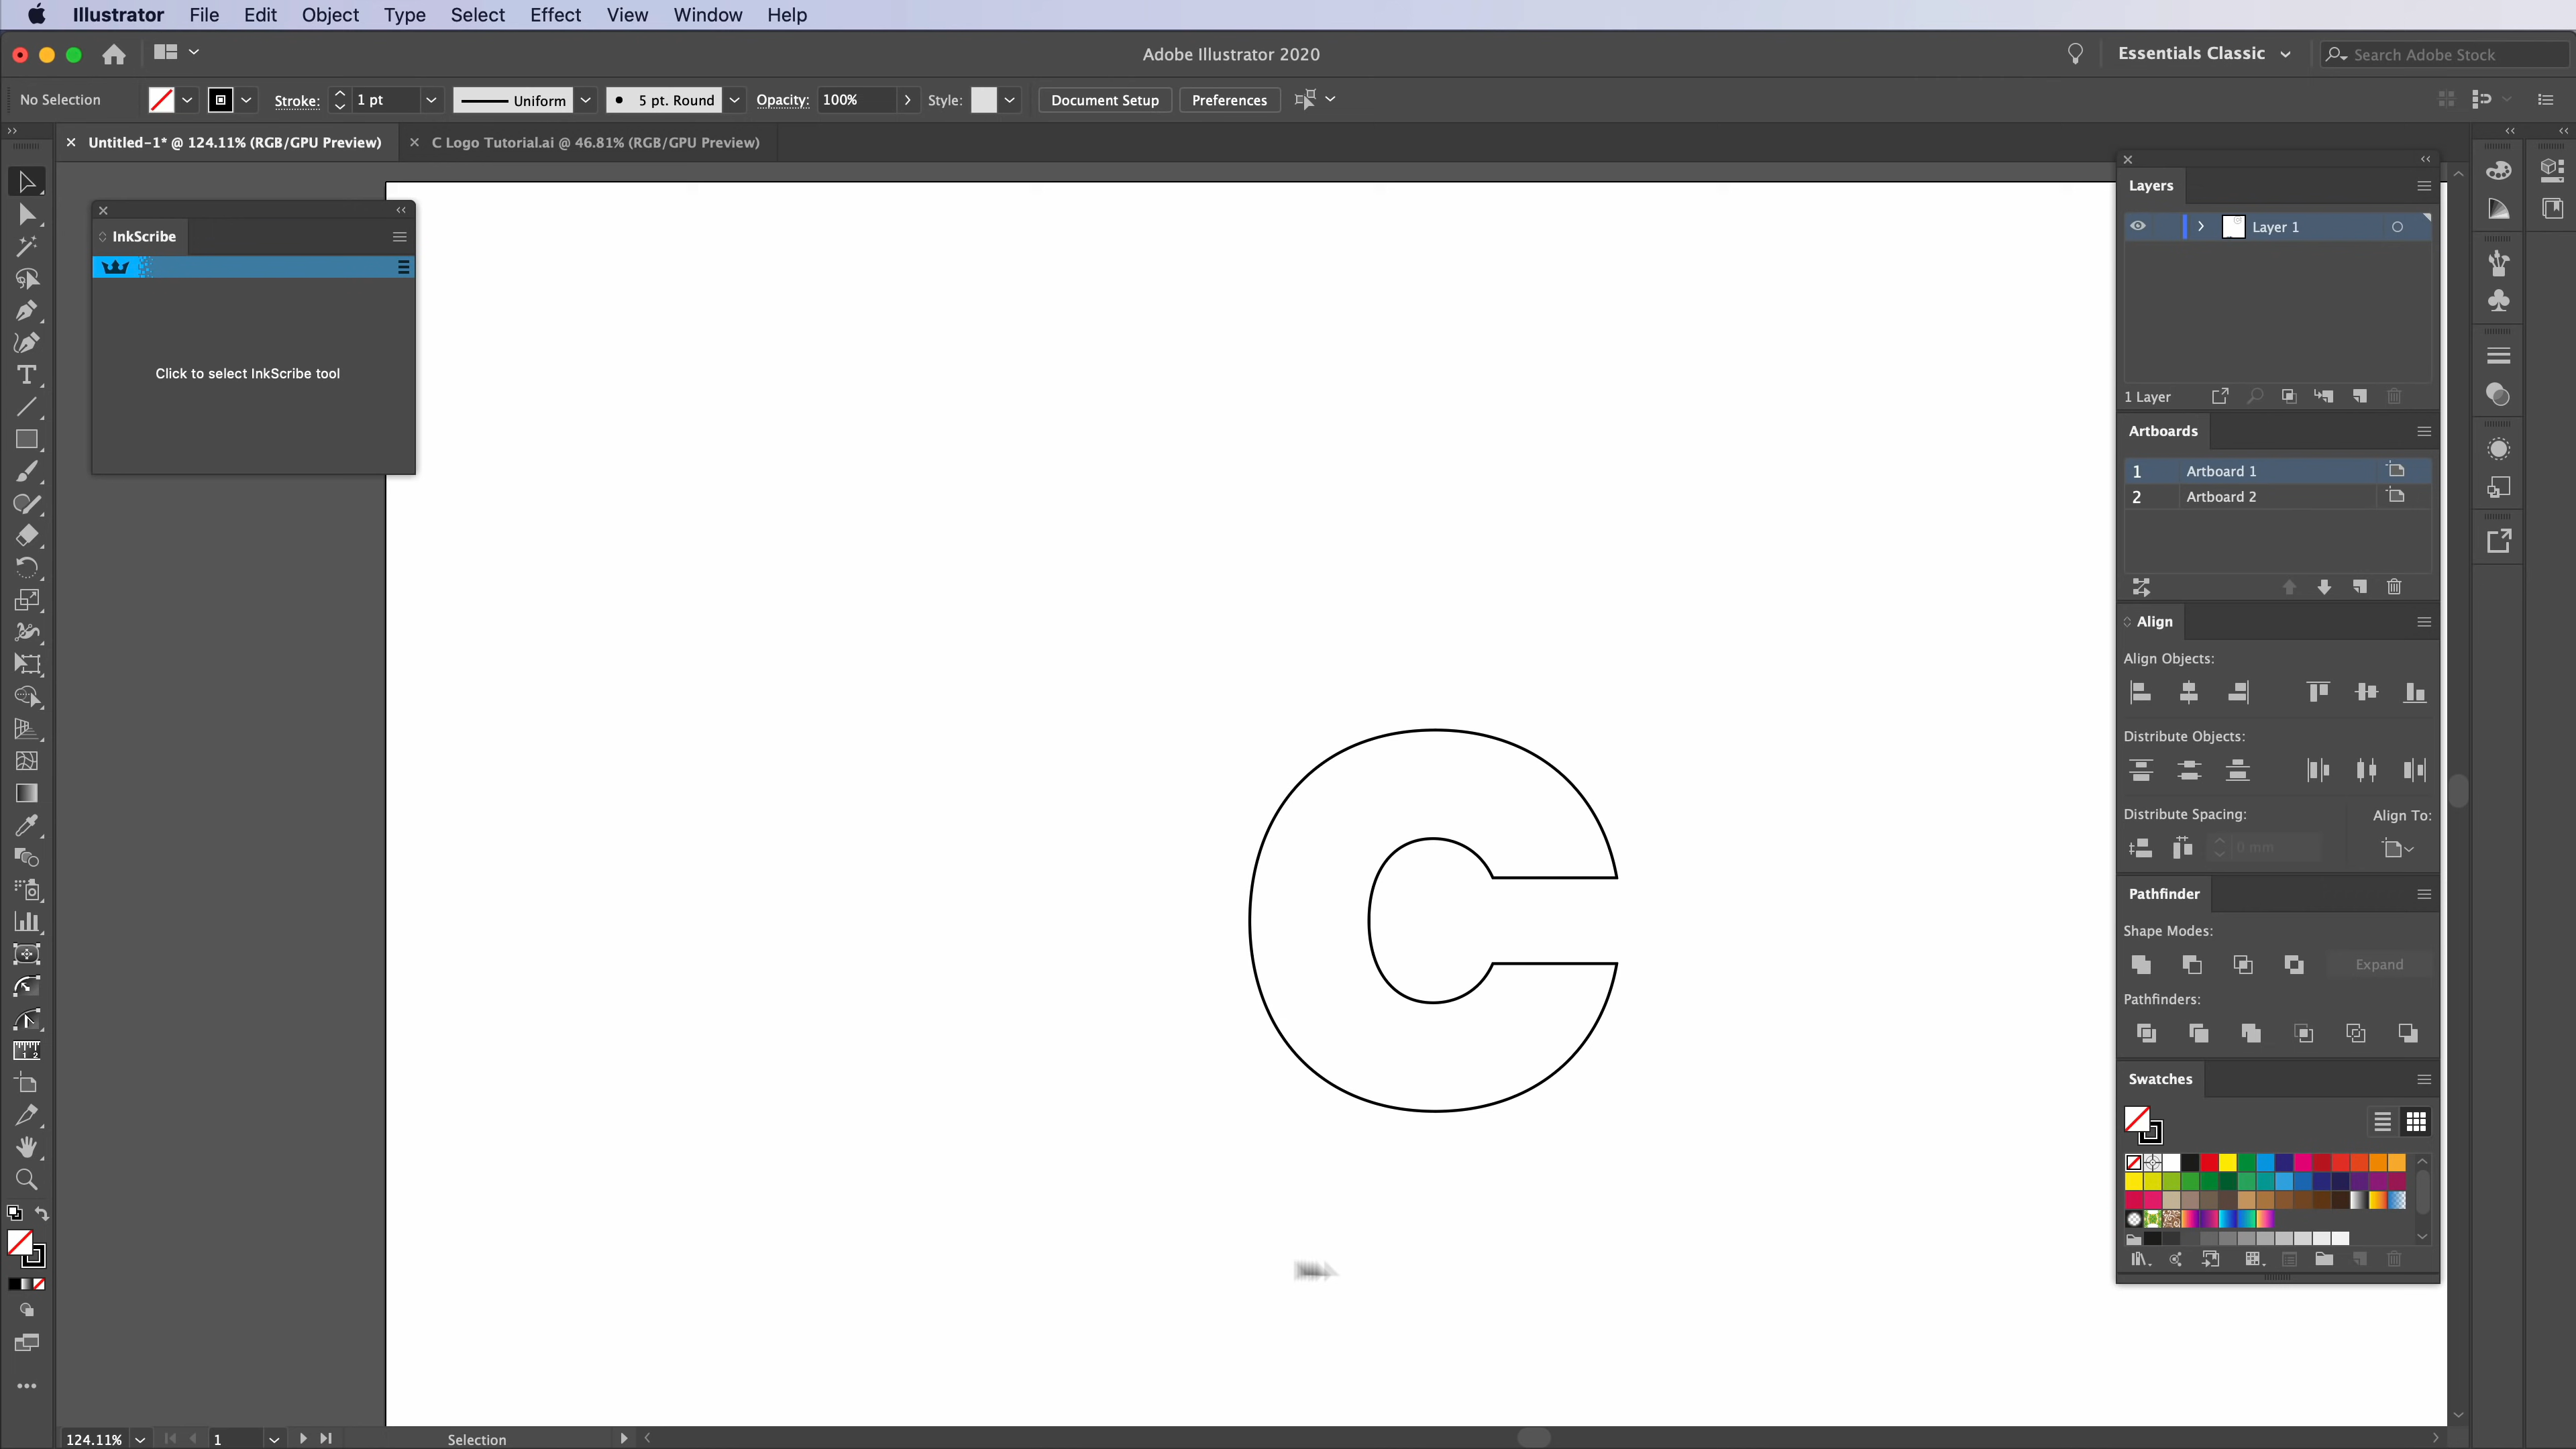 Illustrator File Edit Object Type Select Effect View Window Help
Adobe Illustrator 2020
Essentials Classic
Search Adobe Stock
No Selection
Stroke: 1 pt
Uniform
5 pt. Round
Opacity: 100%
Style:
Document Setup
Preferences
Untitled-1* @ 124.11% (RGB/GPU Preview)
C Logo Tutorial.ai @ 46.81% (RGB/GPU Preview)
InkScribe
Click to select InkScribe tool
C
Layers
Layer 1
1 Layer
Artboards
1 Artboard 1
2 Artboard 2
Align
Align Objects:
Distribute Objects:
Distribute Spacing:
Align To:
0 mm
Pathfinder
Shape Modes:
Expand
Pathfinders:
Swatches
124.11%
1
Selection